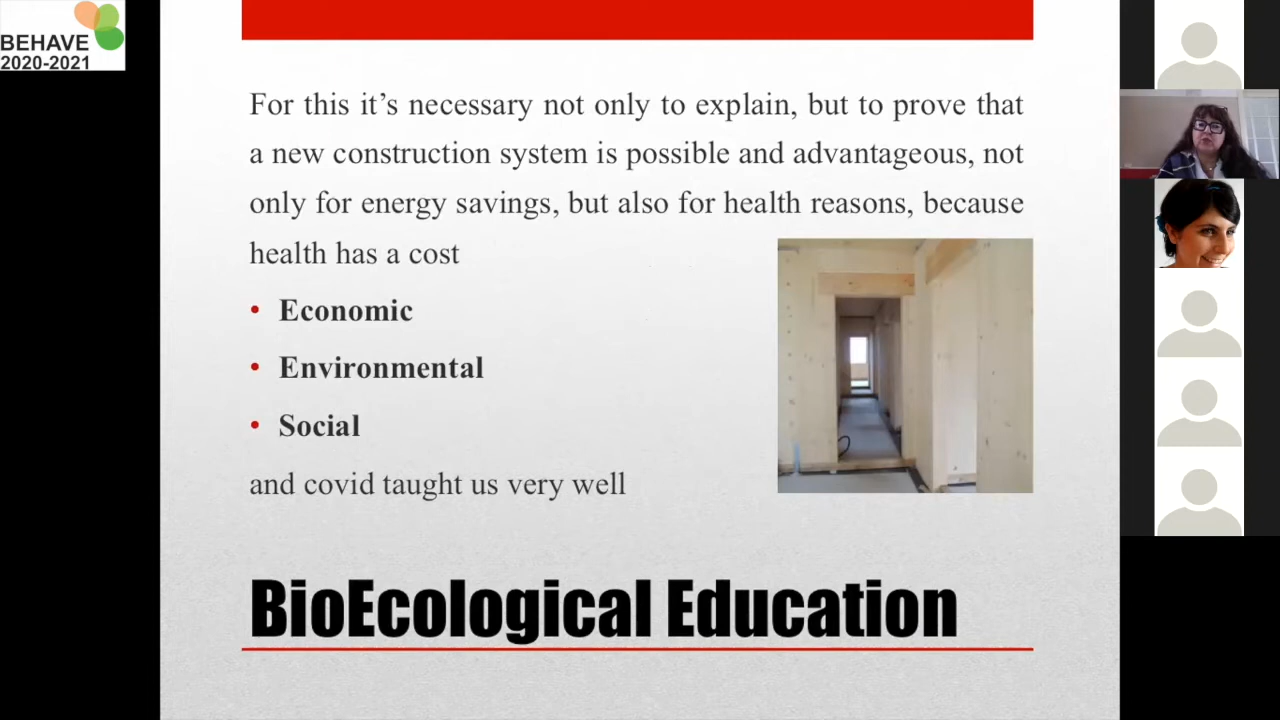 BEHAVE
2020-2021
For this it’s necessary not only to explain, but to prove that
a new construction system is possible and advantageous, not
only for energy savings, but also for health reasons, because
health has a cost
• Economic
• Environmental
• Social
and covid taught us very well
BioEcological Education